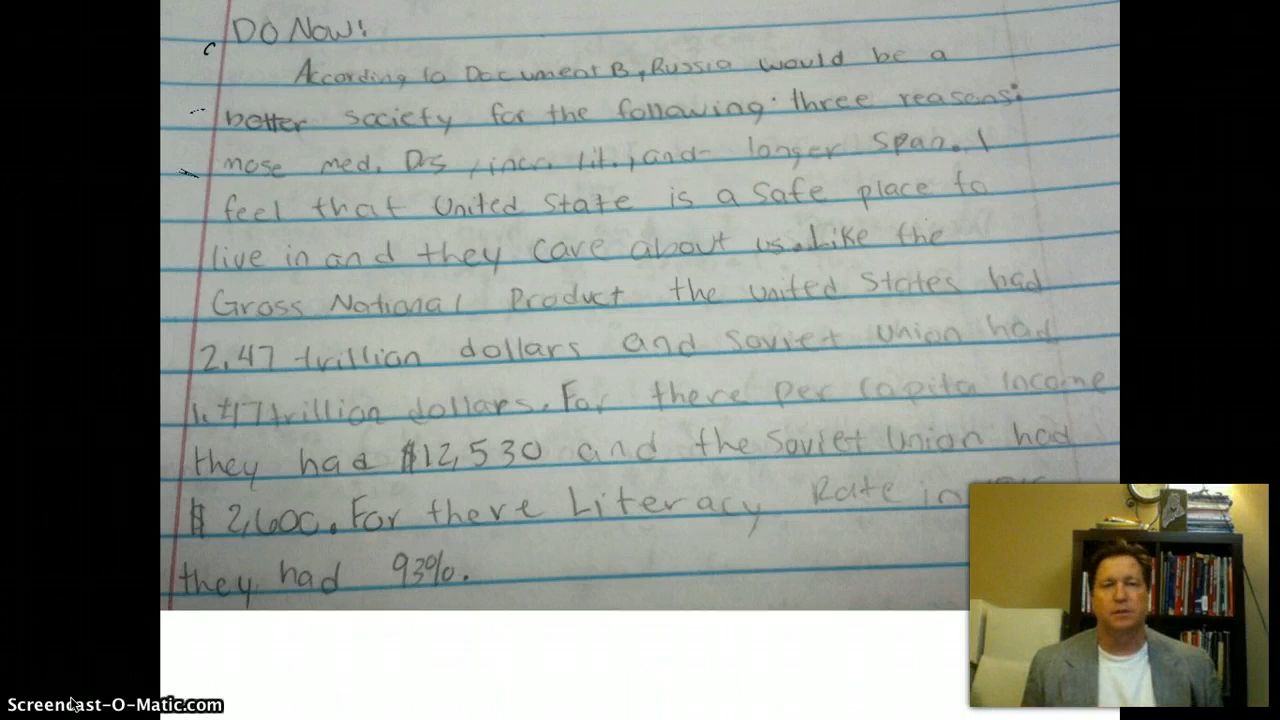 DO Now!
According to Document B, Russia would be a
better society for the following three reasons:
more med. Drs, incr. lit., and longer span. I
feel that United State is a safe place to
live in and they care about us. Like the
Gross National Product the united States had
2.47 trillion dollars and Soviet Union had
trillion dollars. For there per capita income
they had $12,530 and the Soviet Union had
$2,600. For there Literacy Rate in
they had 93%.
Screencast-O-Matic.com